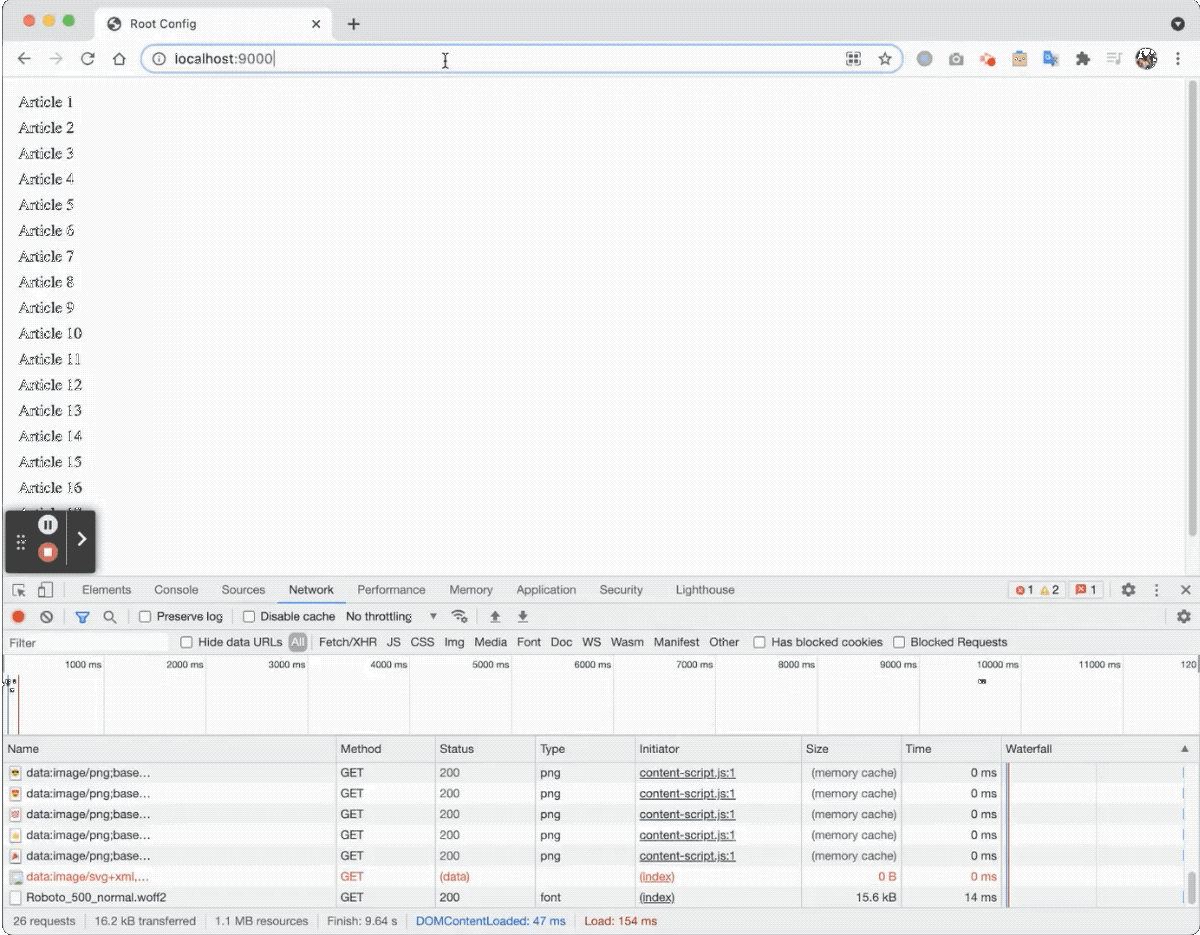 Root Config
localhost:9000
Article 1
Article 2
Article 3
Article 4
Article 5
Article 6
Article 7
Article 8
Article 9
Article 10
Article 11
Article 12
Article 13
Article 14
Article 15
Article 16
Elements Console Sources Network Performance Memory Application Security Lighthouse 1 2 1
Preserve log Disable cache No throttling
Filter Hide data URLs All Fetch/XHR JS CSS Img Media Font Doc WS Wasm Manifest Other Has blocked cookies Blocked Requests
1000 ms 2000 ms 3000 ms 4000 ms 5000 ms 6000 ms 7000 ms 8000 ms 9000 ms 10000 ms 11000 ms 120
Name Method Status Type Initiator Size Time Waterfall
data:image/png;base... GET 200 png content-script.js:1 (memory cache) 0 ms
data:image/png;base... GET 200 png content-script.js:1 (memory cache) 0 ms
data:image/png;base... GET 200 png content-script.js:1 (memory cache) 0 ms
data:image/png;base... GET 200 png content-script.js:1 (memory cache) 0 ms
data:image/png;base... GET 200 png content-script.js:1 (memory cache) 0 ms
data:image/svg+xml,... GET (data) (index) 0 B 0 ms
Roboto_500_normal.woff2 GET 200 font (index) 15.6 kB 14 ms
26 requests 16.2 kB transferred 1.1 MB resources Finish: 9.64 s DOMContentLoaded: 47 ms Load: 154 ms